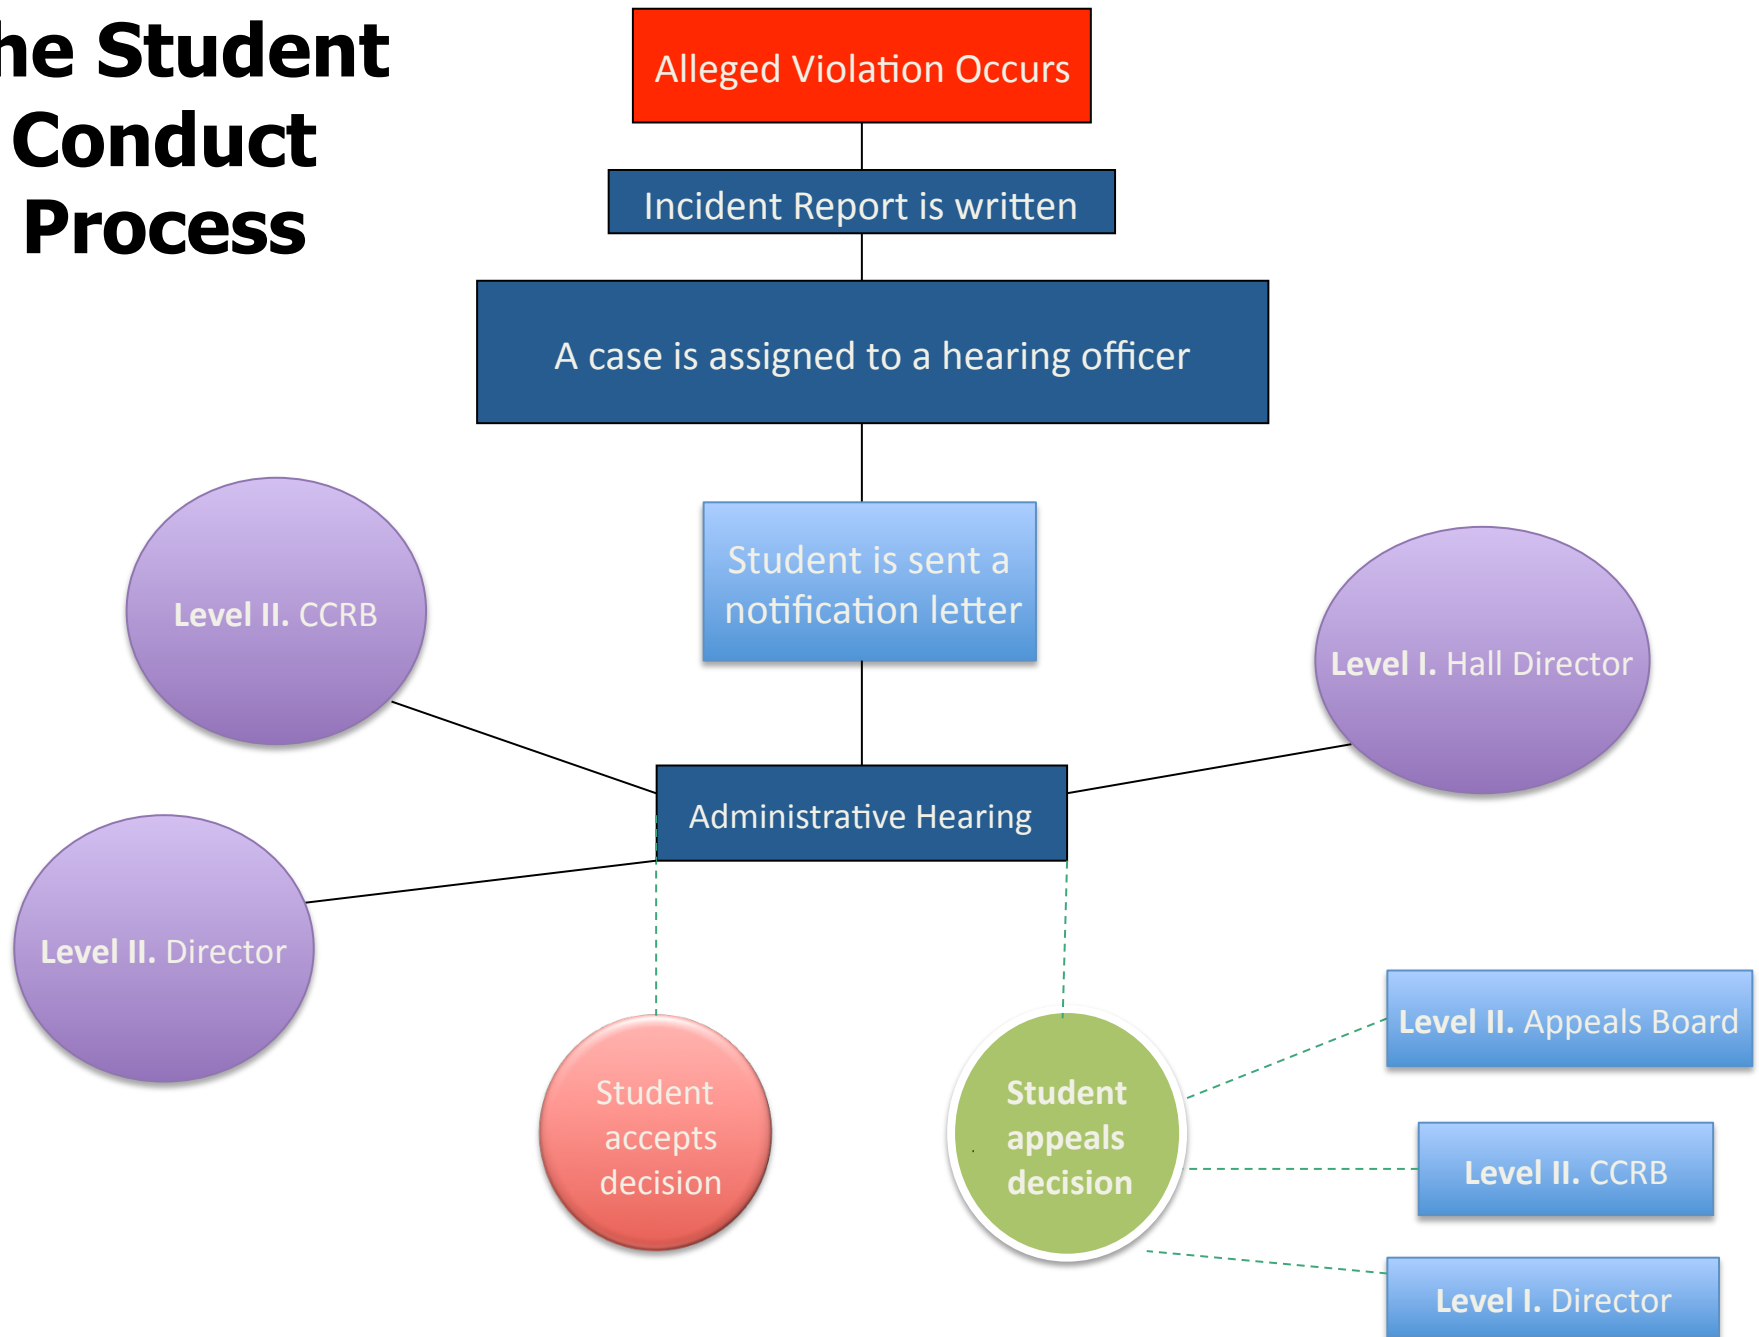 he Student
Conduct
Process
Alleged Violation Occurs
Incident Report is written
A case is assigned to a hearing officer
Student is sent a
notification letter
Level II. CCRB
Level I. Hall Director
Administrative Hearing
Level II. Director
Student
accepts
decision
Student
appeals
decision
Level II. Appeals Board
Level II. CCRB
Level I. Director